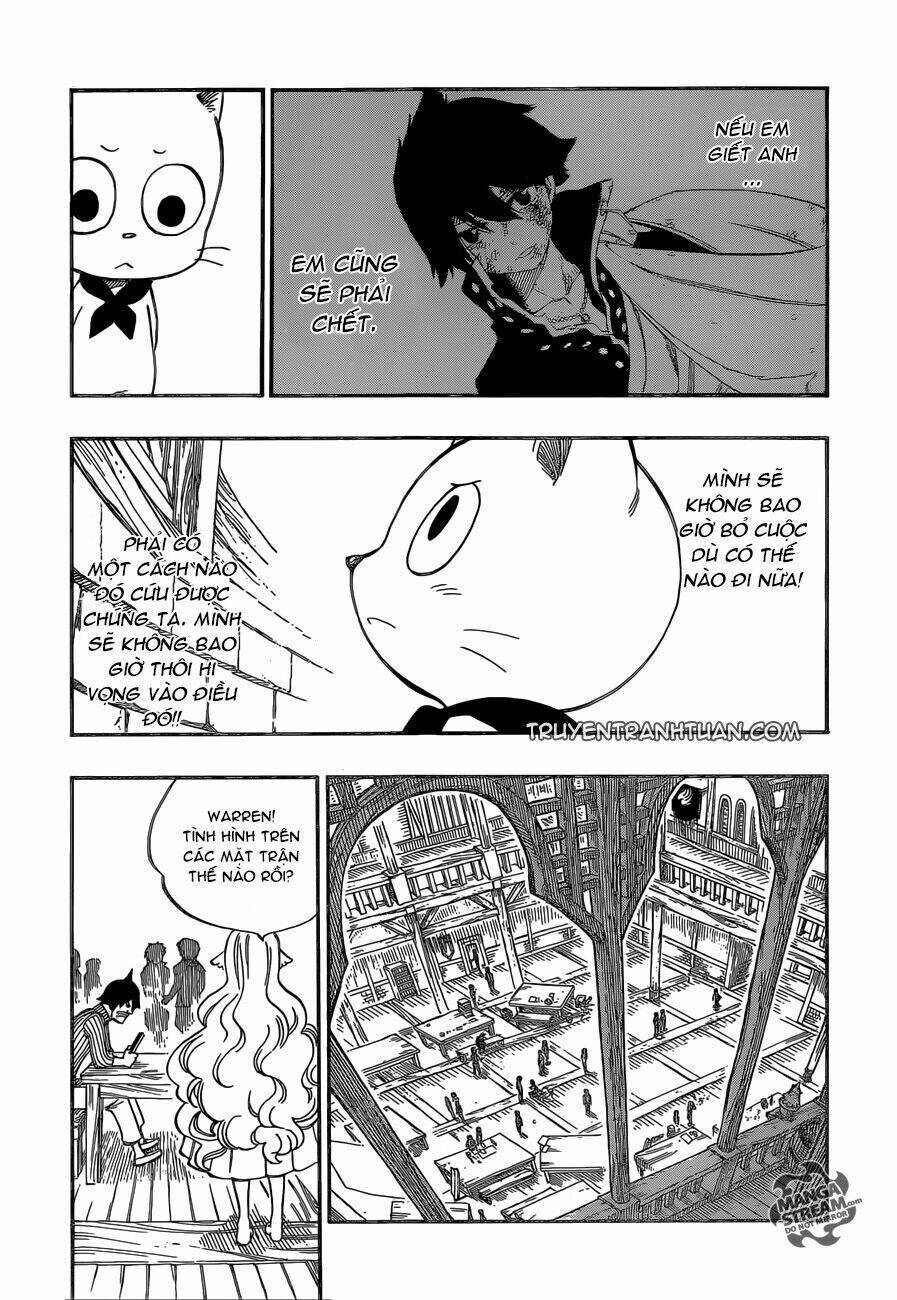 NẾU EM
GIẾT ANH
...
EM CŨNG
SẼ PHẢI
CHẾT.
MÌNH SẼ
KHÔNG BAO
GIỜ BỎ CUỘC
DÙ CÓ THẾ
NÀO ĐI NỮA!
PHẢI CÓ
MỘT CÁCH NÀO
ĐÓ CỨU ĐƯỢC
CHÚNG TA. MÌNH
SẼ KHÔNG BAO
GIỜ THÔI HI
VỌNG VÀO ĐIỀU
ĐÓ!!
TRUYENTRANHTUAN.COM
WARREN!
TÌNH HÌNH TRÊN
CÁC MẶT TRẬN
THẾ NÀO RỒI?
MANGA
STREAM.com
DO NOT MIRROR!